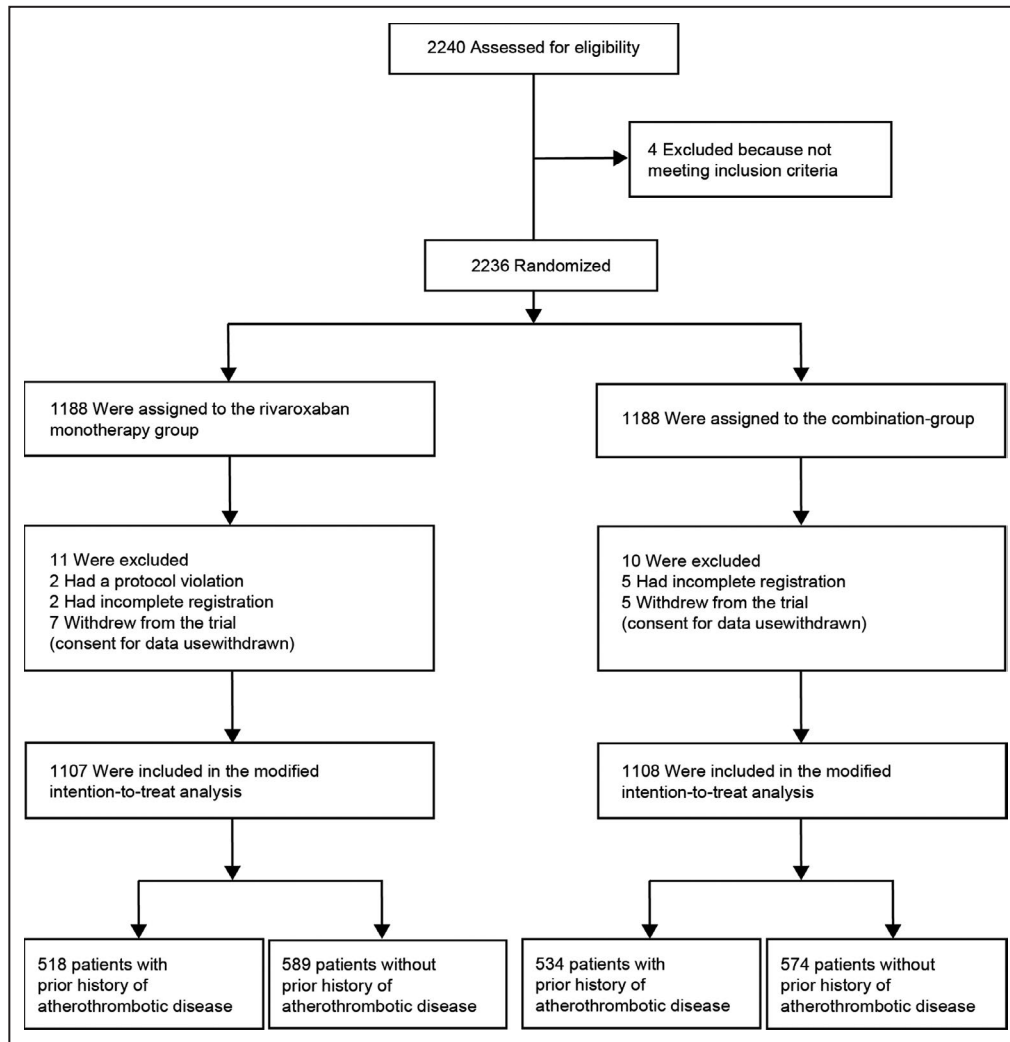 2240 Assessed for eligibility
4 Excluded because not
meeting inclusion criteria
2236 Randomized
1188 Were assigned to the rivaroxaban
monotherapy group
1188 Were assigned to the combination-group
11 Were excluded
2 Had a protocol violation
2 Had incomplete registration
7 Withdrew from the trial
(consent for data usewithdrawn)
10 Were excluded
5 Had incomplete registration
5 Withdrew from the trial
(consent for data usewithdrawn)
1107 Were included in the modified
intention-to-treat analysis
1108 Were included in the modified
intention-to-treat analysis
518 patients with
prior history of
atherothrombotic disease
589 patients without
prior history of
atherothrombotic disease
534 patients with
prior history of
atherothrombotic disease
574 patients without
prior history of
atherothrombotic disease